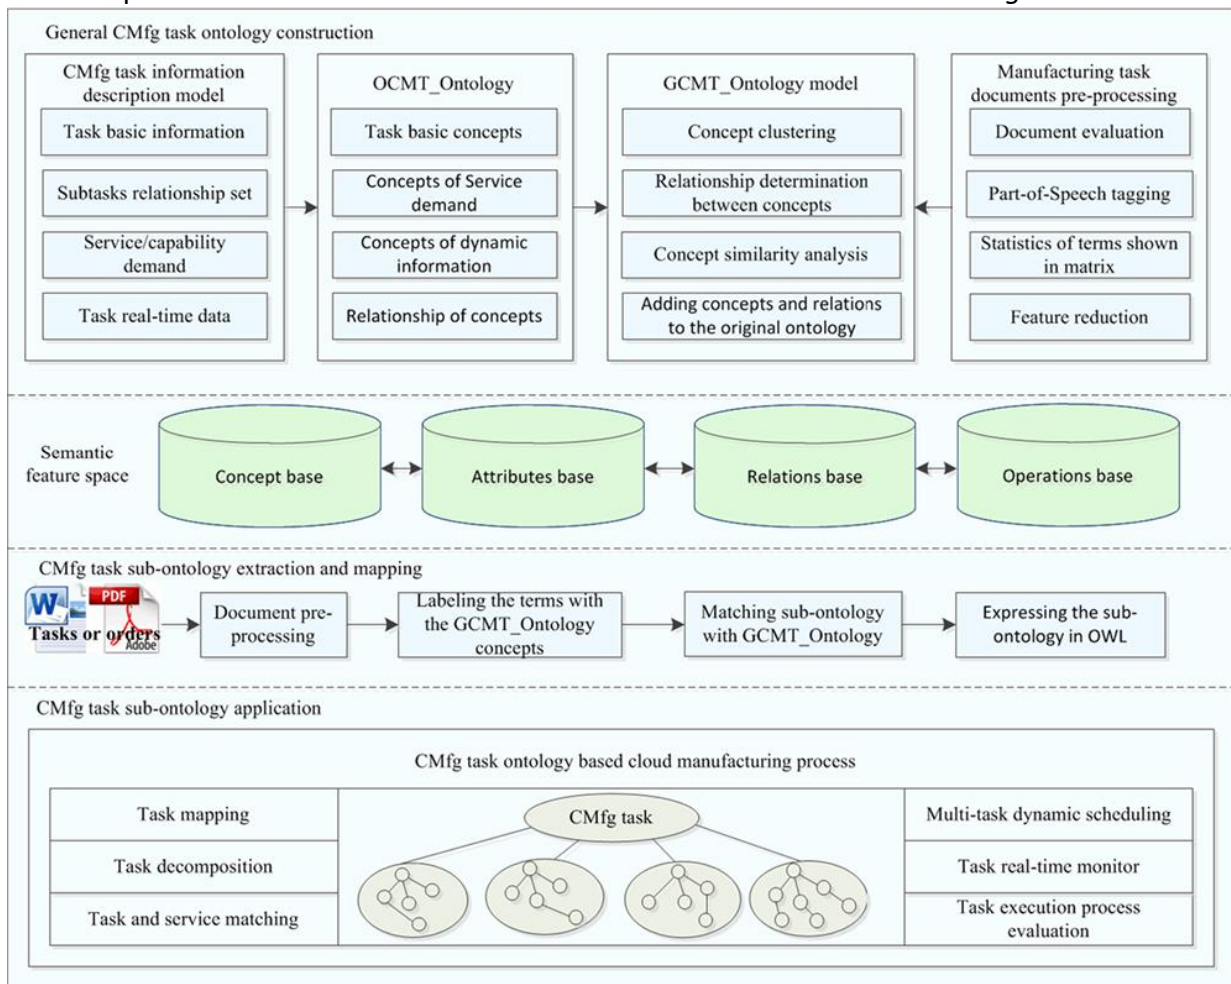 General CMfg task ontology construction
CMfg task information
description model
Task basic information
Subtasks relationship set
Service/capability
demand
Task real-time data
OCMT_Ontology
Task basic concepts
Concepts of Service
demand
Concepts of dynamic
information
Relationship of concepts
GCMT_Ontology model
Concept clustering
Relationship determination
between concepts
Concept similarity analysis
Adding concepts and relations
to the original ontology
Manufacturing task
documents pre-processing
Document evaluation
Part-of-Speech tagging
Statistics of terms shown
in matrix
Feature reduction
Semantic
feature space
Concept base
Attributes base
Relations base
Operations base
CMfg task sub-ontology extraction and mapping
W
PDF
Adobe
Tasks or orders
Document pre-
processing
Labeling the terms with
the GCMT_Ontology
concepts
Matching sub-ontology
with GCMT_Ontology
Expressing the sub-
ontology in OWL
CMfg task sub-ontology application
CMfg task ontology based cloud manufacturing process
Task mapping
Task decomposition
Task and service matching
CMfg task
Multi-task dynamic scheduling
Task real-time monitor
Task execution process
evaluation